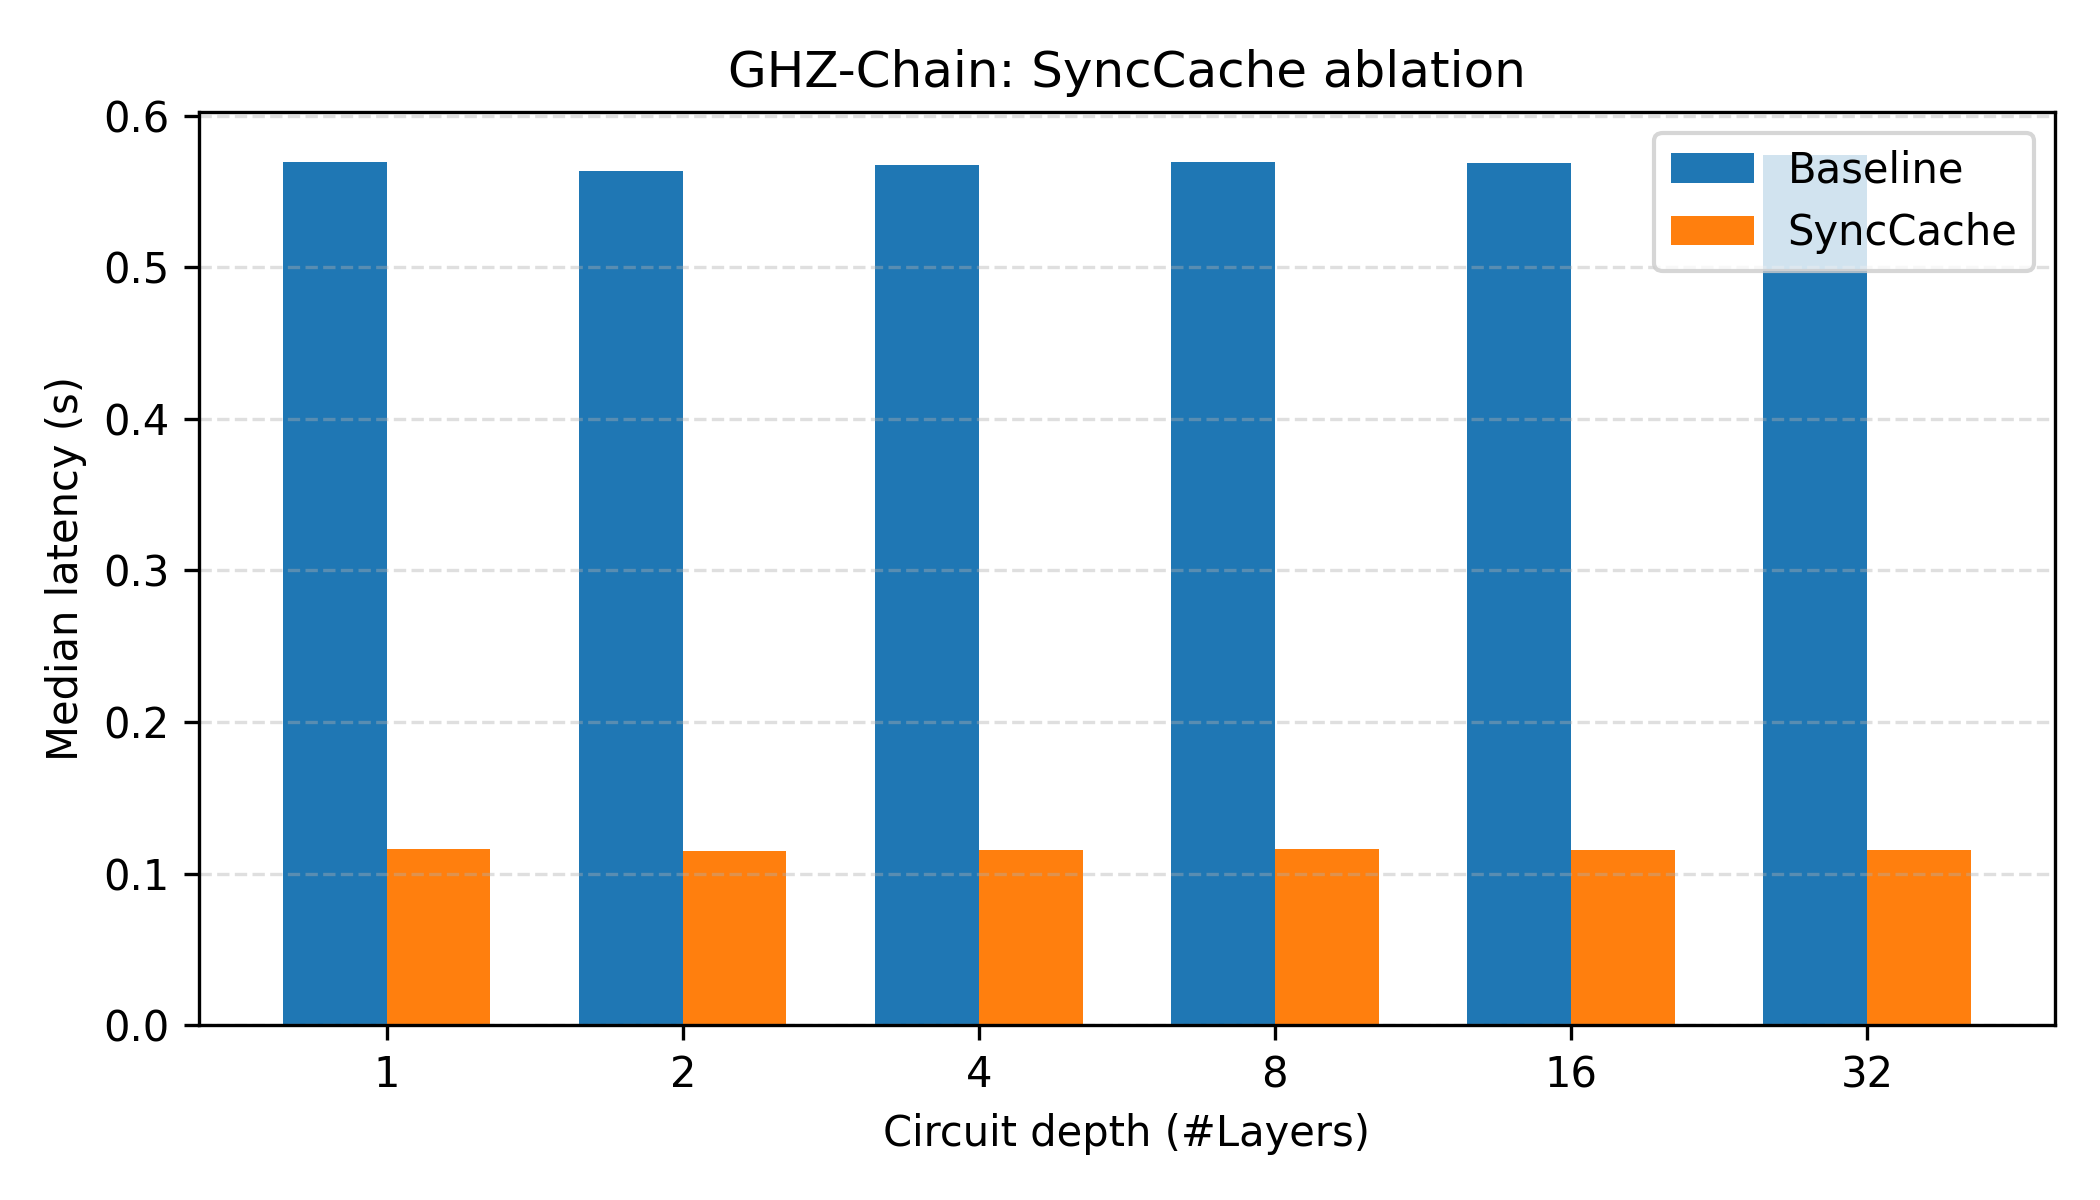 GHZ-Chain: SyncCache ablation
Baseline
SyncCache
0.6
0.5
0.4
0.3
0.2
0.1
0.0
Median latency (s)
1 2 4 8 16 32
Circuit depth (#Layers)